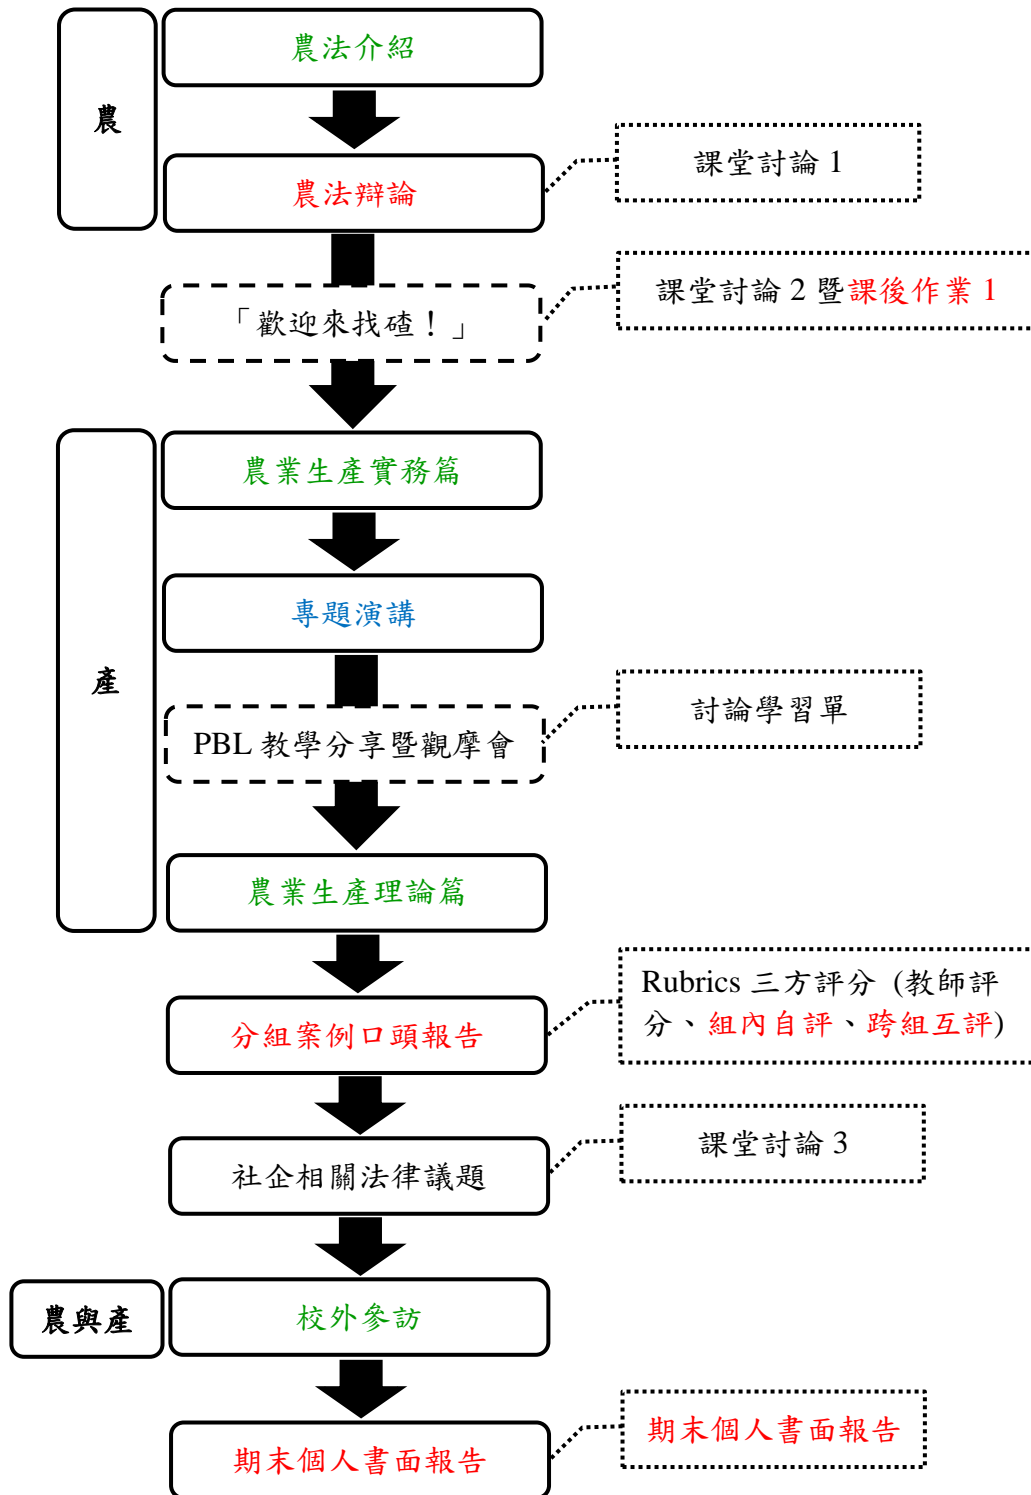 農法介紹
農
課堂討論 1
農法辯論
課堂討論 2 暨課後作業 1
「歡迎來找碴！」
農業生產實務篇
專題演講
產
討論學習單
PBL 教學分享暨觀摩會
農業生產理論篇
Rubrics 三方評分 (教師評
分、組內自評、跨組互評)
分組案例口頭報告
課堂討論 3
社企相關法律議題
農與產
校外參訪
期末個人書面報告
期末個人書面報告